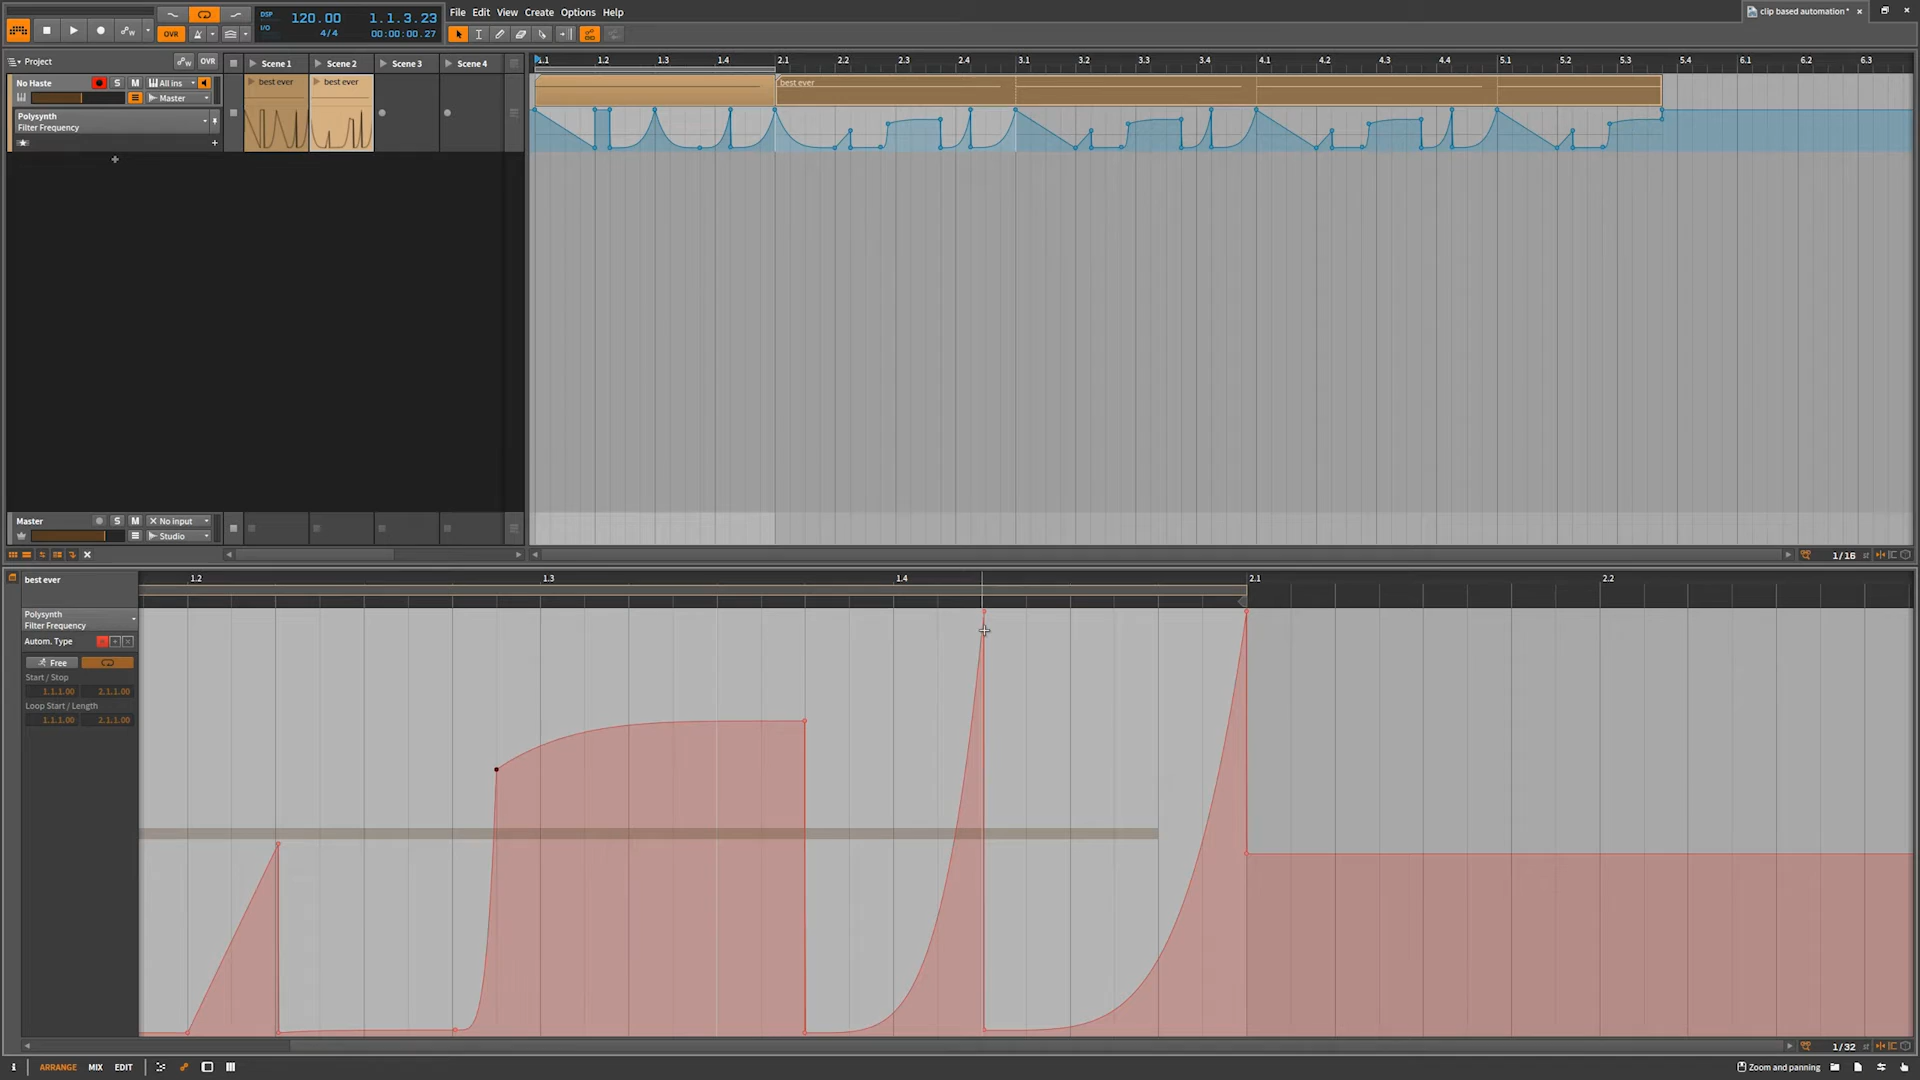 120.00
4/4
1.1.3.23
00:00:00.27
DSP
I/O
OVR
File Edit View Create Options Help
clip based automation*
Project
OVR
Scene 1
Scene 2
Scene 3
Scene 4
.1 1.2 1.3 1.4 2.1 2.2 2.3 2.4 3.1 3.2 3.3 3.4 4.1 4.2 4.3 4.4 5.1 5.2 5.3 5.4 6.1 6.2 6.3
No Haste
S M
All ins
Master
best ever
best ever
best ever
Polysynth
Filter Frequency
Master
S M
No input
Studio
1/16
best ever
1.2 1.3 1.4 2.1 2.2
Polysynth
Filter Frequency
Autom. Type
Free
Start / Stop
1.1.1.00 2.1.1.00
Loop Start / Length
1.1.1.00 2.1.1.00
1/32
ARRANGE MIX EDIT
Zoom and panning